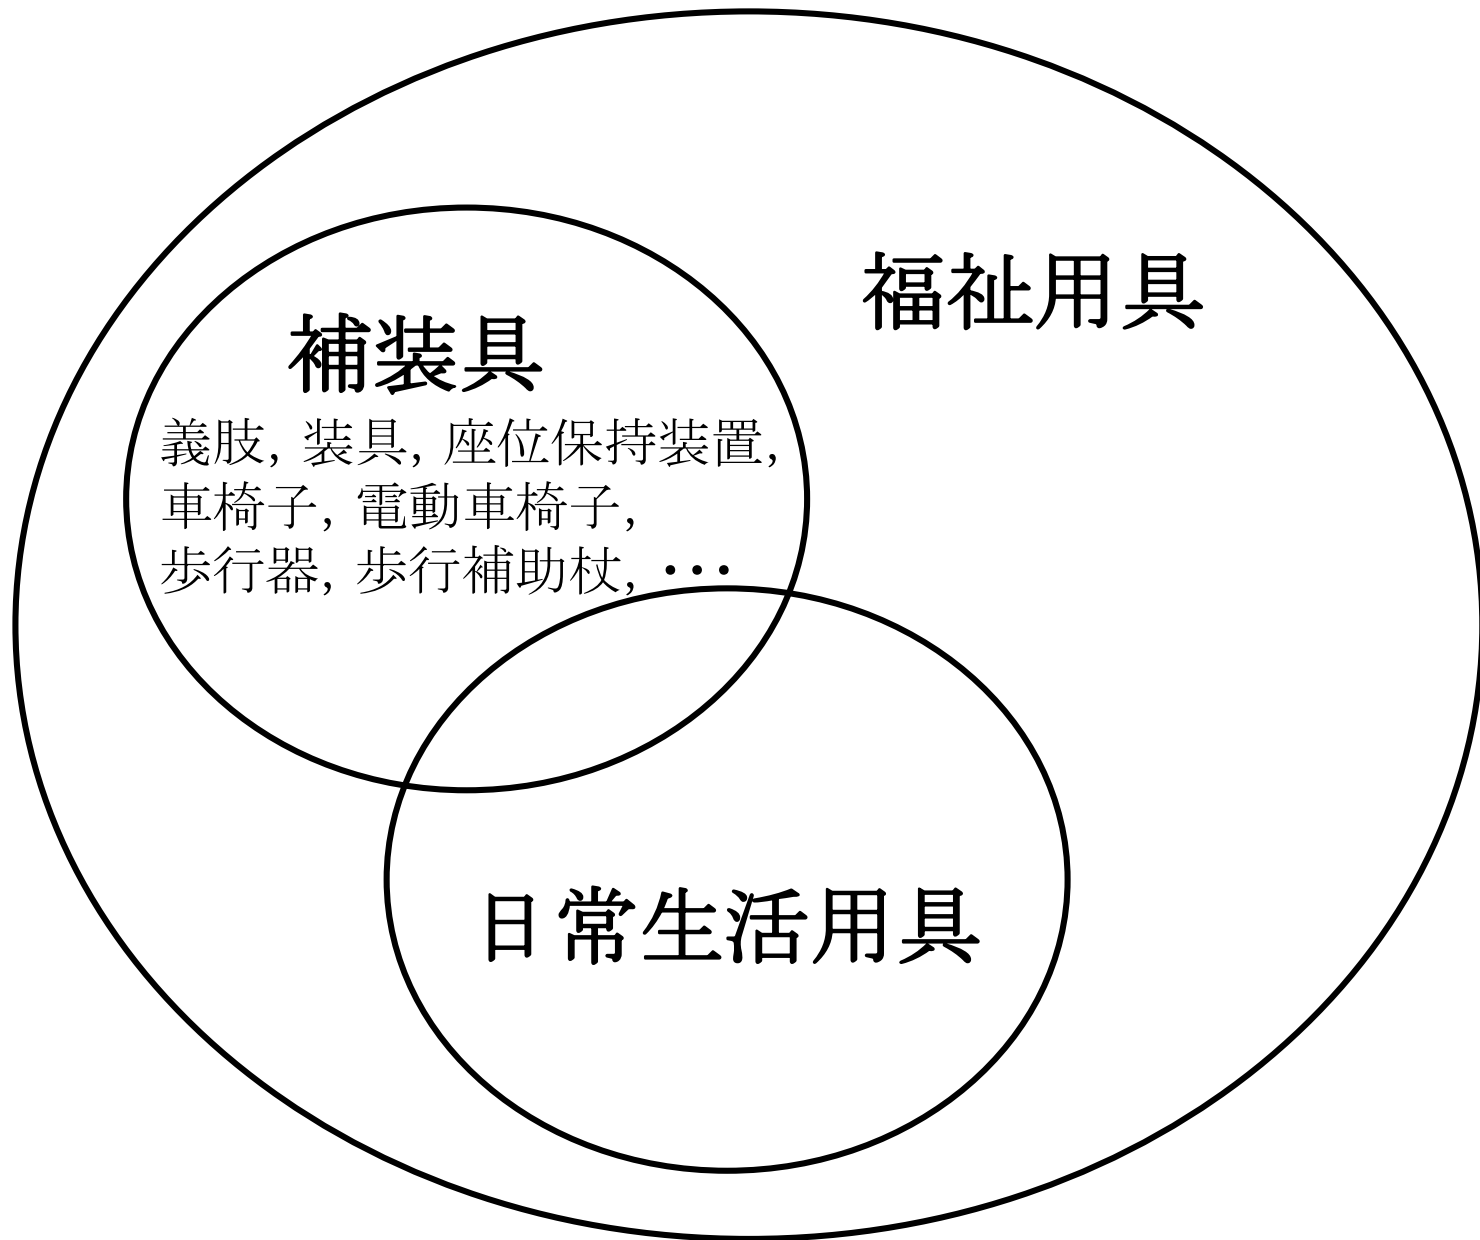 福祉用具
補装具
義肢, 装具, 座位保持装置,
車椅子, 電動車椅子,
歩行器, 歩行補助杖, ･･･
日常生活用具